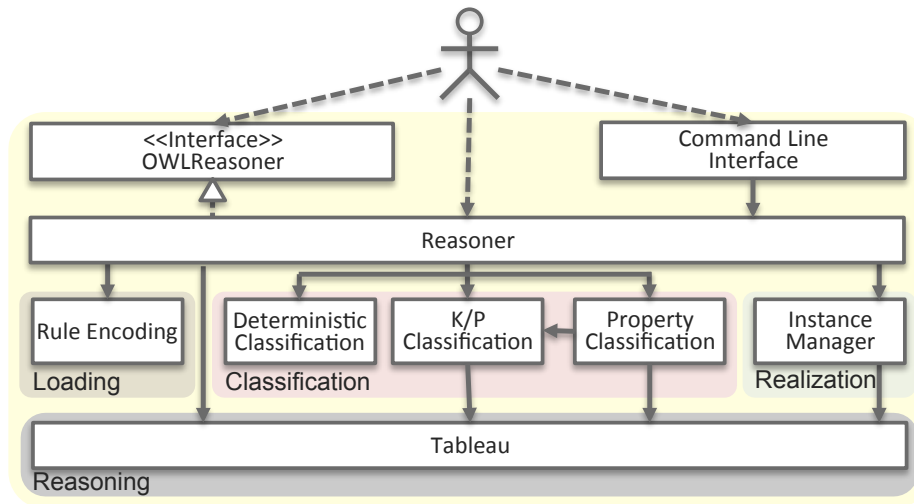 <<Interface>>
OWLReasoner
Command Line
Interface
Reasoner
Rule Encoding
Deterministic
Classification
K/P
Classification
Property
Classification
Instance
Manager
Loading
Classification
Realization
Tableau
Reasoning